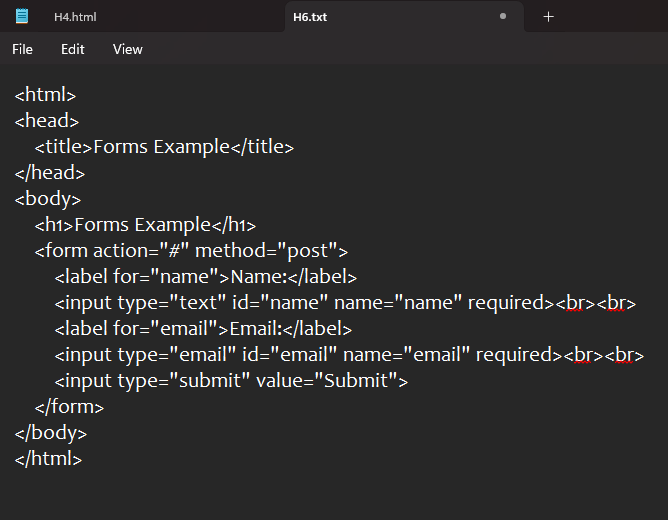 H4.html
H6.txt
File Edit View
<html>
<head>
<title>Forms Example</title>
</head>
<body>
<h1>Forms Example</h1>
<form action="#" method="post">
<label for="name">Name:</label>
<input type="text" id="name" name="name" required><br><br>
<label for="email">Email:</label>
<input type="email" id="email" name="email" required><br><br>
<input type="submit" value="Submit">
</form>
</body>
</html>